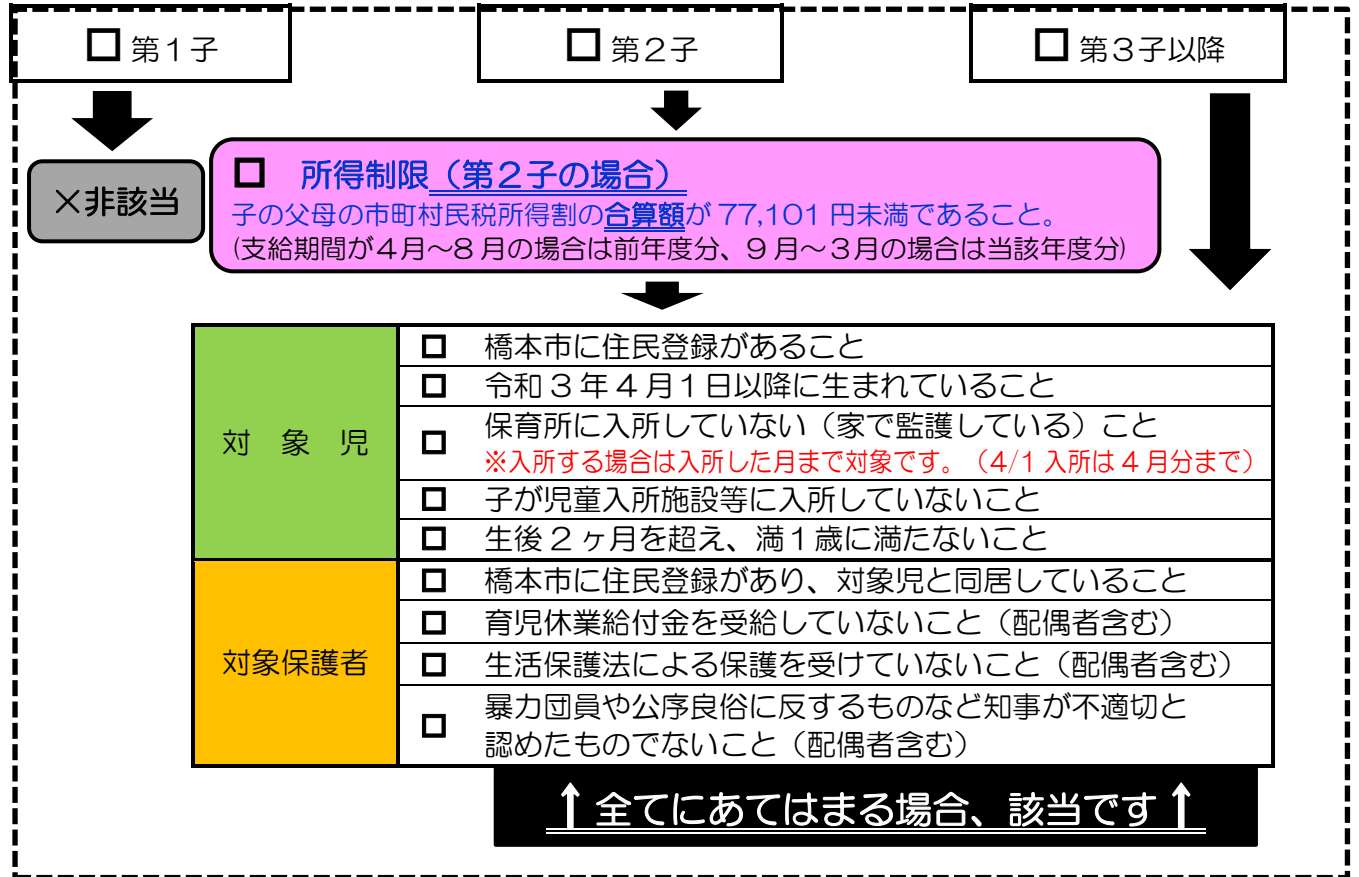 □ 第1子
□ 第2子
□ 第3子以降
×非該当
□ 所得制限（第2子の場合）
子の父母の市町村民税所得割の合算額が 77,101 円未満であること。
(支給期間が4月～8月の場合は前年度分、9月～3月の場合は当該年度分)
対 象 児
□ 橋本市に住民登録があること
□ 令和3年4月1日以降に生まれていること
□ 保育所に入所していない（家で監護している）こと
※入所する場合は入所した月まで対象です。（4/1入所は4月分まで）
□ 子が児童入所施設等に入所していないこと
□ 生後2ヶ月を超え、満1歳に満たないこと
対象保護者
□ 橋本市に住民登録があり、対象児と同居していること
□ 育児休業給付金を受給していないこと（配偶者含む）
□ 生活保護法による保護を受けていないこと（配偶者含む）
□ 暴力団員や公序良俗に反するものなど知事が不適切と
認めたものでないこと（配偶者含む）
↑全てにあてはまる場合、該当です↑